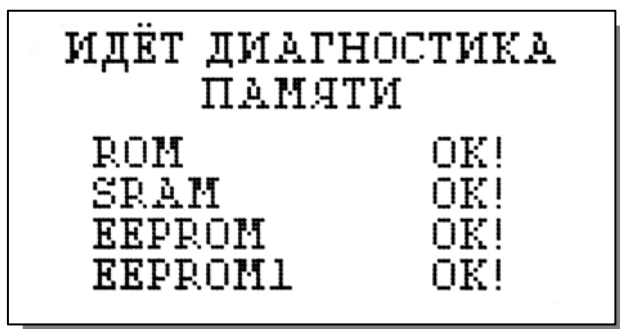 ИДЁТ ДИАГНОСТИКА
ПАМЯТИ
ROM OK!
SRAM OK!
EEPROM OK!
EEPROM1 OK!